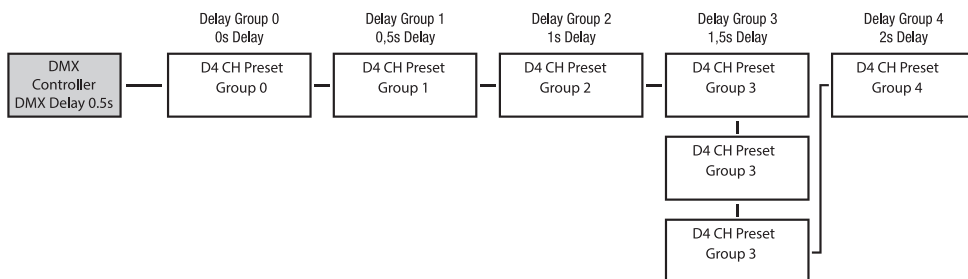 Delay Group 0
0s Delay
Delay Group 1
0,5s Delay
Delay Group 2
1s Delay
Delay Group 3
1,5s Delay
Delay Group 4
2s Delay
DMX
Controller
DMX Delay 0.5s
D4 CH Preset
Group 0
D4 CH Preset
Group 1
D4 CH Preset
Group 2
D4 CH Preset
Group 3
D4 CH Preset
Group 4
D4 CH Preset
Group 3
D4 CH Preset
Group 3